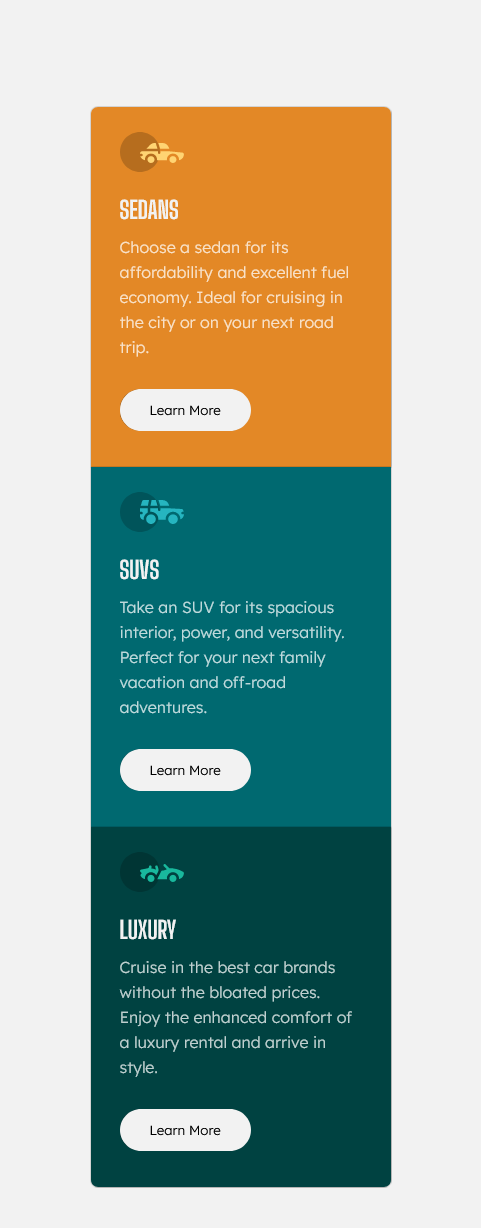 SEDANS
Choose a sedan for its
affordability and excellent fuel
economy. Ideal for cruising in
the city or on your next road
trip.
Learn More
SUVS
Take an SUV for its spacious
interior, power, and versatility.
Perfect for your next family
vacation and off-road
adventures.
Learn More
LUXURY
Cruise in the best car brands
without the bloated prices.
Enjoy the enhanced comfort of
a luxury rental and arrive in
style.
Learn More